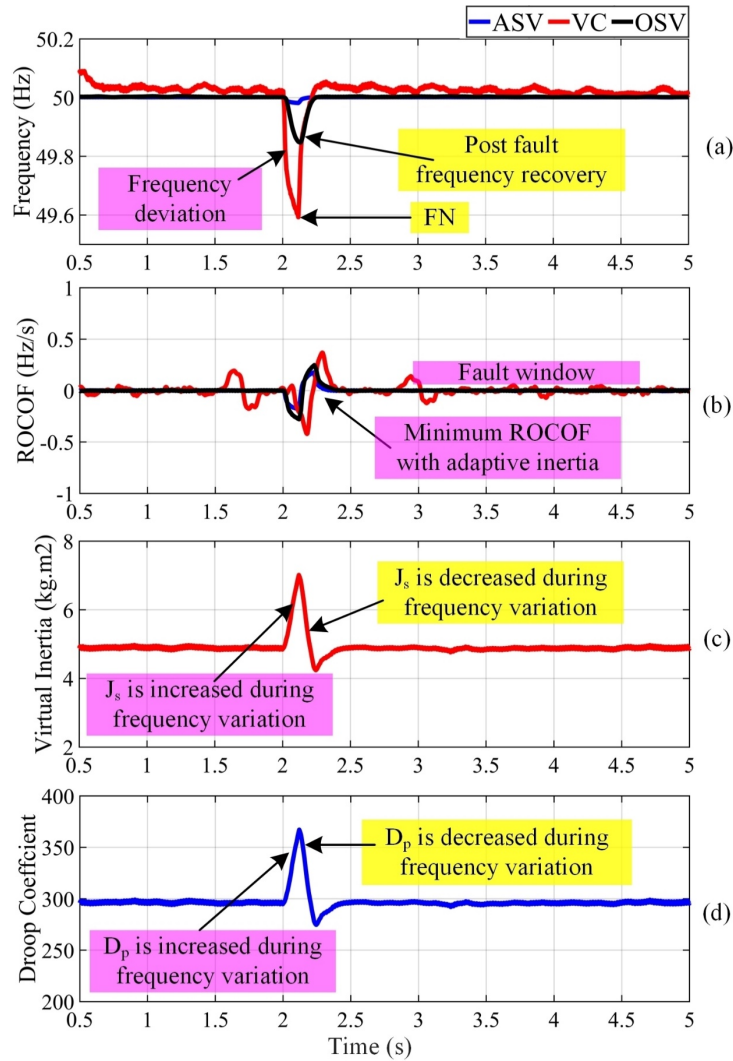 ASV VC OSV
50.2
50
49.8
49.6
Frequency (Hz)
Post fault
frequency recovery
Frequency
deviation
FN
(a)
0.5 1 1.5 2 2.5 3 3.5 4 4.5 5
1
0.5
0
-0.5
-1
ROCOF (Hz/s)
Fault window
Minimum ROCOF
with adaptive inertia
(b)
0.5 1 1.5 2 2.5 3 3.5 4 4.5 5
8
6
4
2
Virtual Inertia (kg.m2)
Js is decreased during
frequency variation
Js is increased during
frequency variation
(c)
0.5 1 1.5 2 2.5 3 3.5 4 4.5 5
400
350
300
250
200
Droop Coeffcient
Dp is decreased during
frequency variation
Dp is increased during
frequency variation
(d)
0.5 1 1.5 2 2.5 3 3.5 4 4.5 5
Time (s)